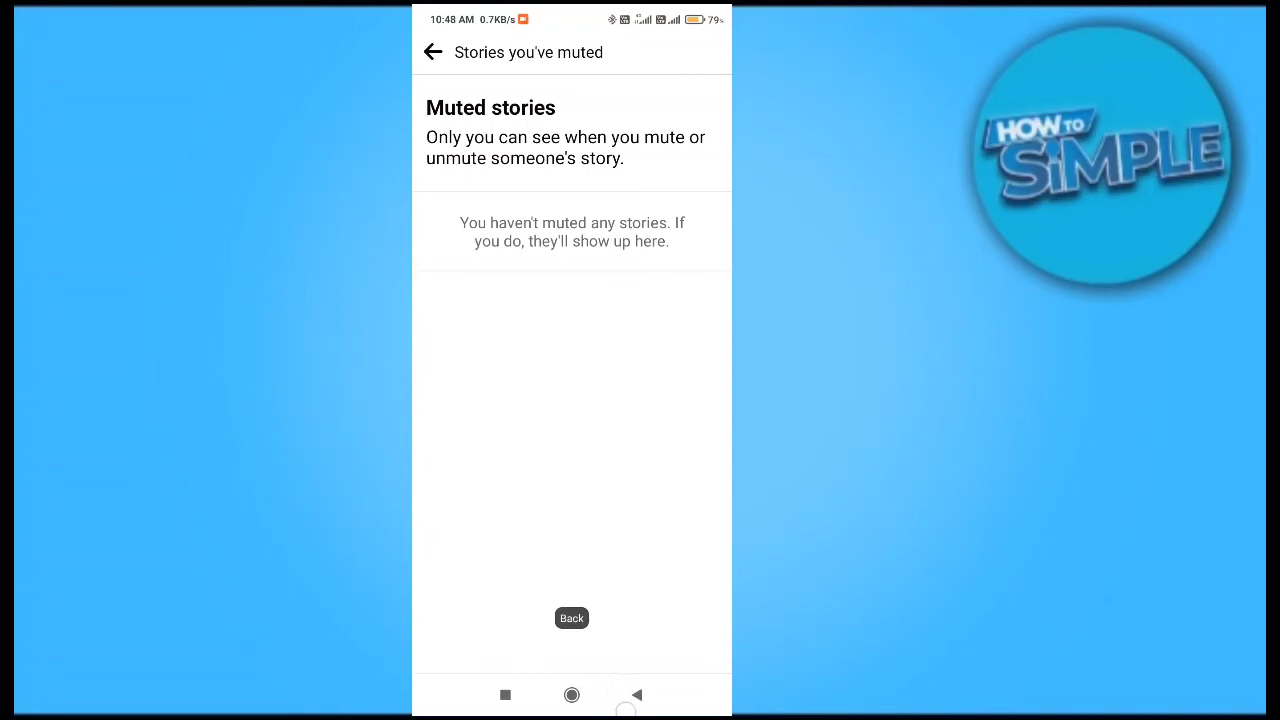 10:48 AM 0.7KB/s 79%
Stories you've muted
HOW TO
SiMPLE
Muted stories
Only you can see when you mute or
unmute someone's story.
You haven't muted any stories. If
you do, they'll show up here.
Back